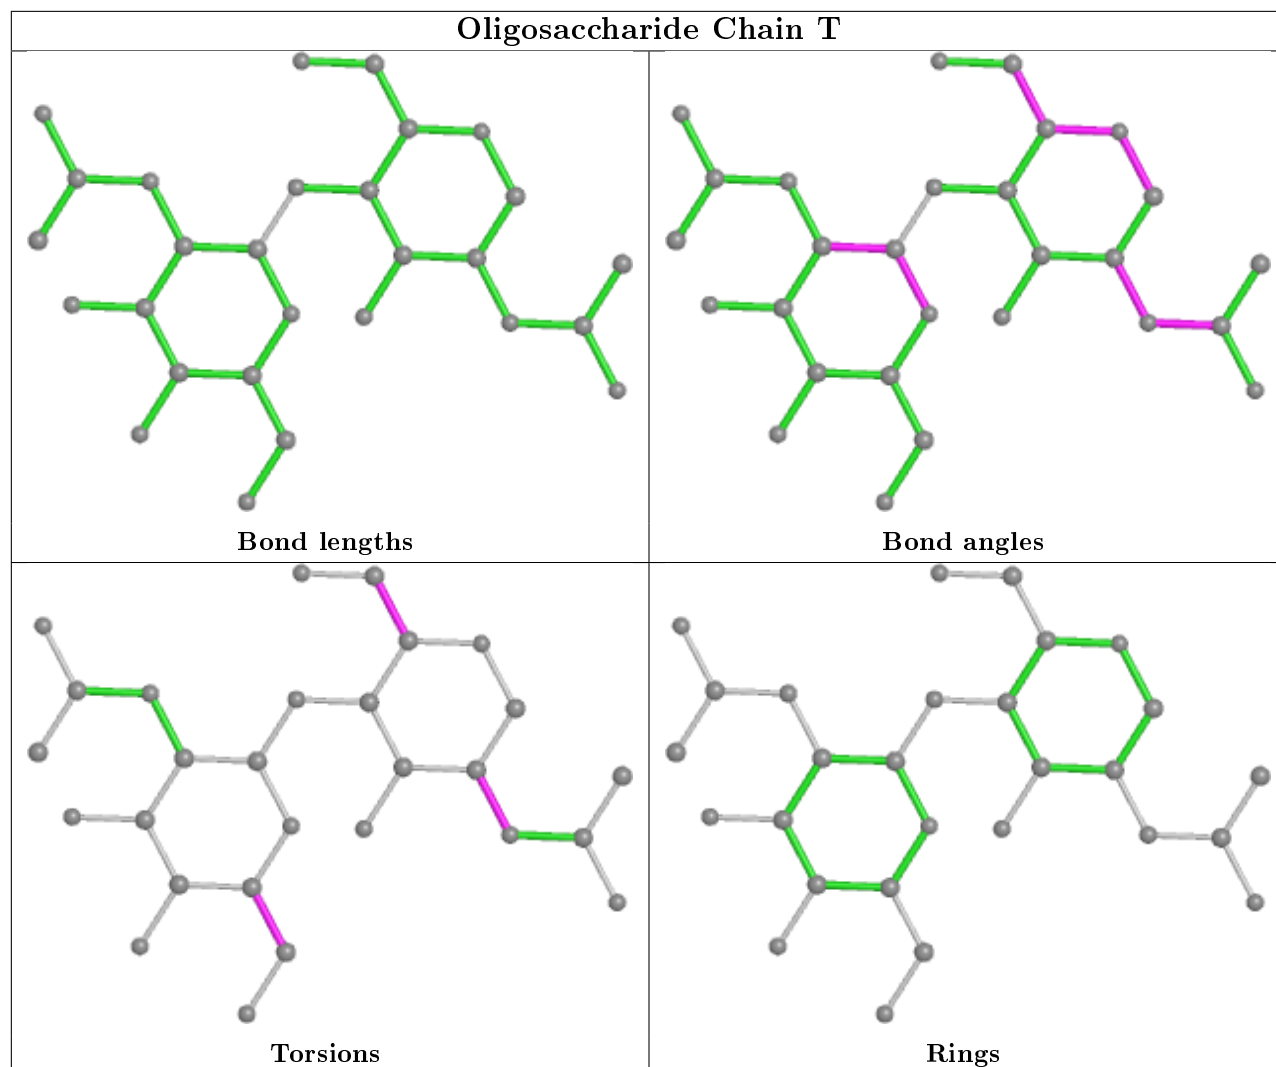 Oligosaccharide Chain T
Bond lengths
Bond angles
Torsions
Rings